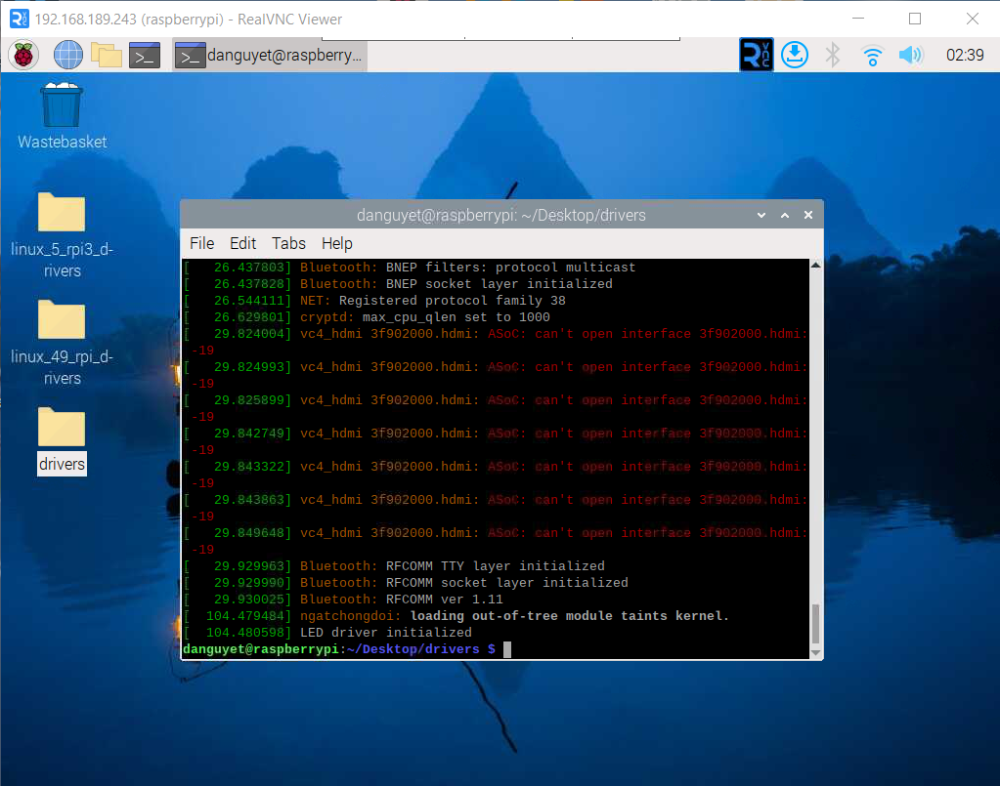 192.168.189.243 (raspberrypi) - RealVNC Viewer
danguyet@raspberry...
02:39
Wastebasket
linux_5_rpi3_d-
rivers
linux_49_rpi_d-
rivers
drivers
danguyet@raspberrypi: ~/Desktop/drivers
File Edit Tabs Help
[   26.437803] Bluetooth: BNEP filters: protocol multicast
[   26.437828] Bluetooth: BNEP socket layer initialized
[   26.544111] NET: Registered protocol family 38
[   26.629801] cryptd: max_cpu_qlen set to 1000
[   29.824004] vc4_hdmi 3f902000.hdmi: ASoC: can't open interface 3f902000.hdmi:
-19
[   29.824993] vc4_hdmi 3f902000.hdmi: ASoC: can't open interface 3f902000.hdmi:
-19
[   29.825899] vc4_hdmi 3f902000.hdmi: ASoC: can't open interface 3f902000.hdmi:
-19
[   29.842749] vc4_hdmi 3f902000.hdmi: ASoC: can't open interface 3f902000.hdmi:
-19
[   29.843322] vc4_hdmi 3f902000.hdmi: ASoC: can't open interface 3f902000.hdmi:
-19
[   29.843863] vc4_hdmi 3f902000.hdmi: ASoC: can't open interface 3f902000.hdmi:
-19
[   29.849648] vc4_hdmi 3f902000.hdmi: ASoC: can't open interface 3f902000.hdmi:
-19
[   29.929963] Bluetooth: RFCOMM TTY layer initialized
[   29.929990] Bluetooth: RFCOMM socket layer initialized
[   29.930025] Bluetooth: RFCOMM ver 1.11
[  104.479484] ngatchongdoi: loading out-of-tree module taints kernel.
[  104.480598] LED driver initialized
danguyet@raspberrypi:~/Desktop/drivers $